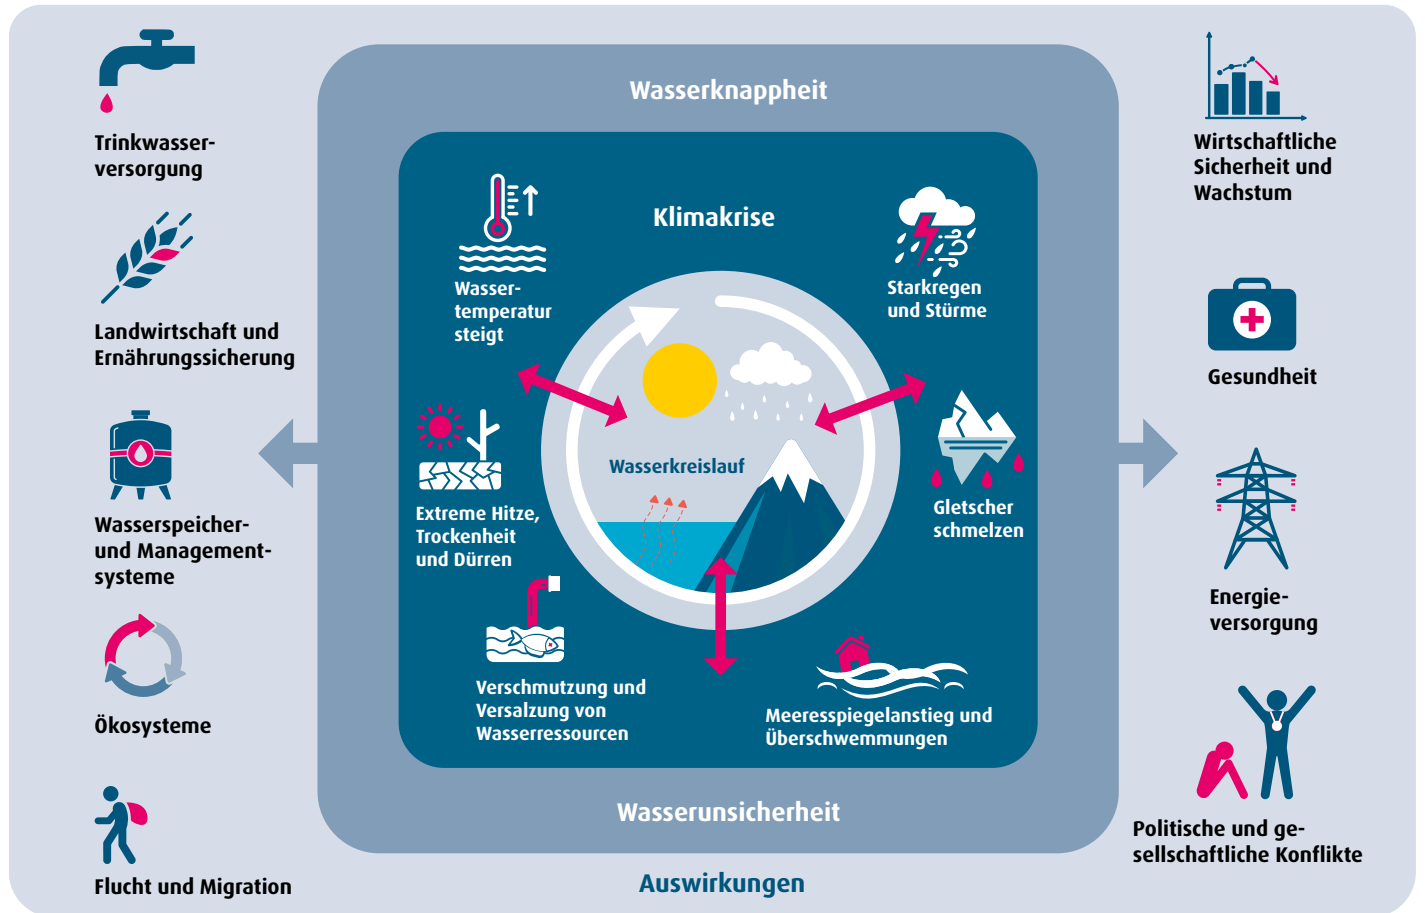 Wasserknappheit
Trinkwasser-
versorgung
Landwirtschaft und
Ernährungssicherung
Wasserspeicher-
und Management-
systeme
Ökosysteme
Flucht und Migration
Klimakrise
Wasser-
temperatur
steigt
Starkregen
und Stürme
Wasserkreislauf
Extreme Hitze,
Trockenheit
und Dürren
Gletscher
schmelzen
Verschmutzung und
Versalzung von
Wasserressourcen
Meeresspiegelanstieg und
Überschwemmungen
Wasserunsicherheit
Auswirkungen
Wirtschaftliche
Sicherheit und
Wachstum
Gesundheit
Energie-
versorgung
Politische und ge-
sellschaftliche Konflikte